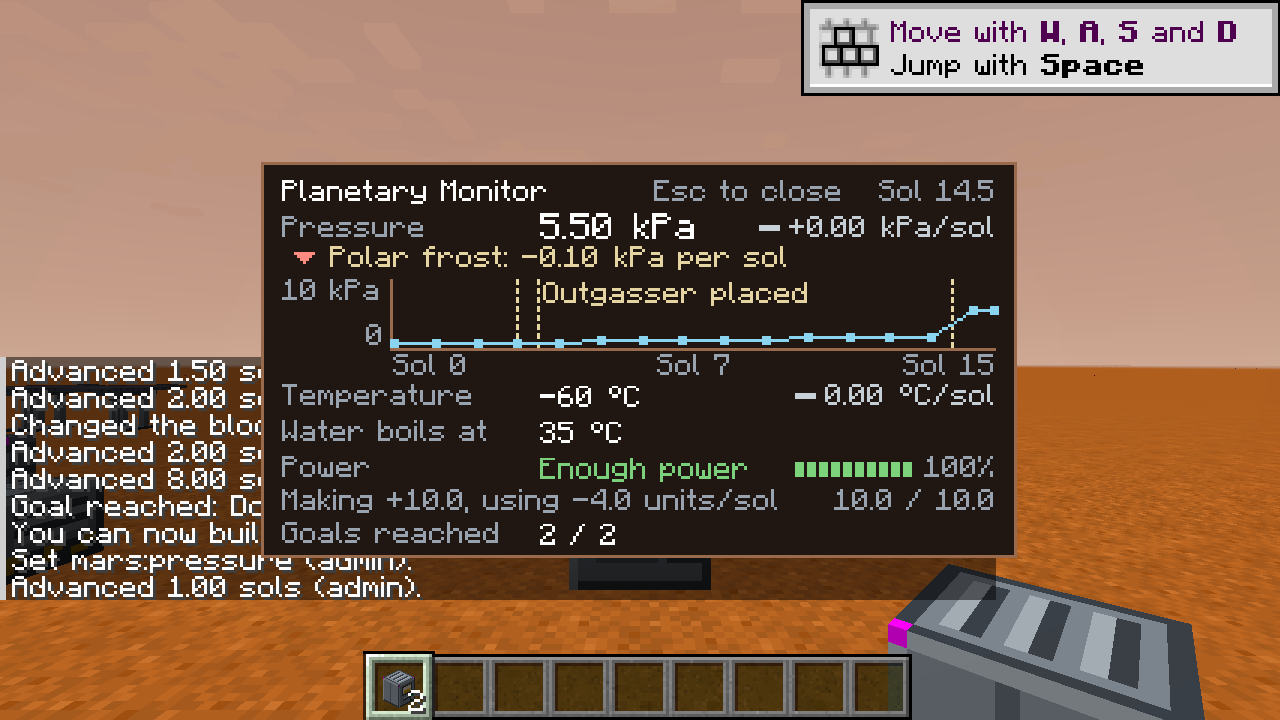 Move with W, A, S and D
Jump with Space
Planetary Monitor Esc to close Sol 14.5
Pressure 5.50 kPa +0.00 kPa/sol
Polar frost: -0.10 kPa per sol
10 kPa Outgasser placed
0
Sol 0 Sol 7 Sol 15
Temperature -60 °C 0.00 °C/sol
Water boils at 35 °C
Power Enough power 100%
Making +10.0, using -4.0 units/sol 10.0 / 10.0
Goals reached 2 / 2
Advanced 1.50
Advanced 2.00
Changed the
Advanced 2.00
Advanced 8.00
Goal reached:
You can now
Set mars:pressure (admin).
Advanced 1.00 sols (admin).
2